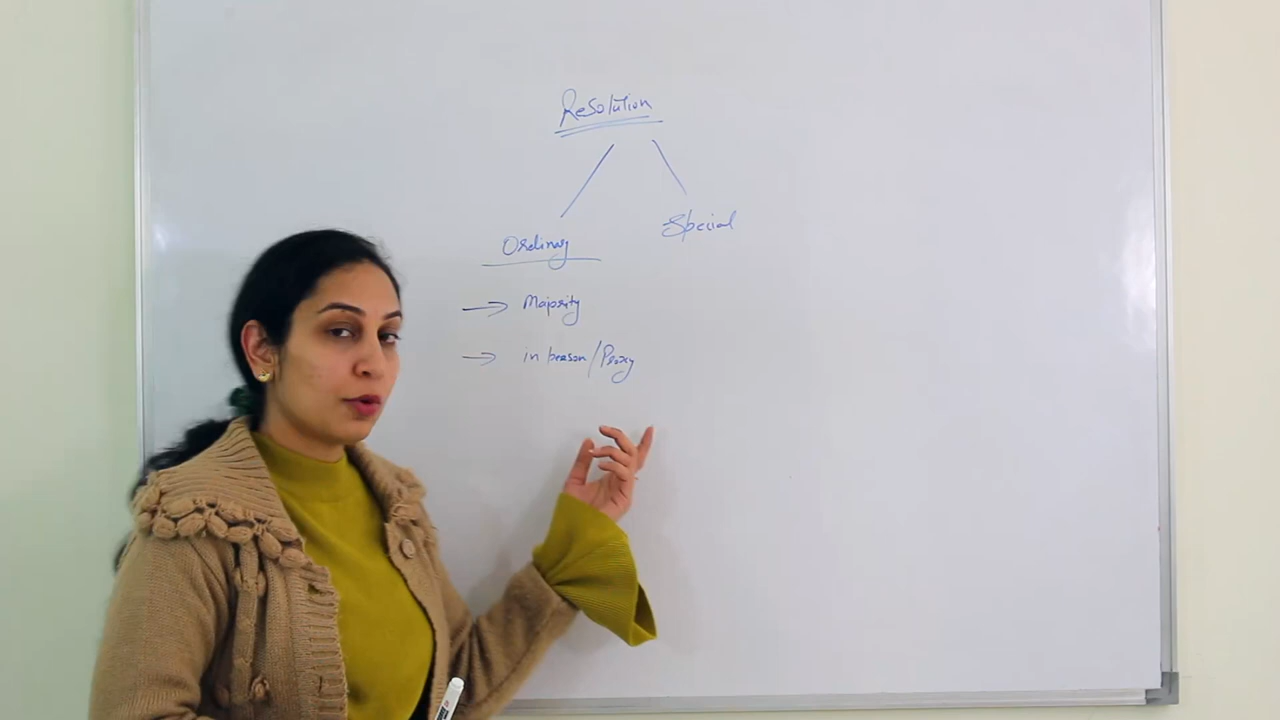 Resolution
Ordinary
Special
→ Majority
→ in person/Proxy